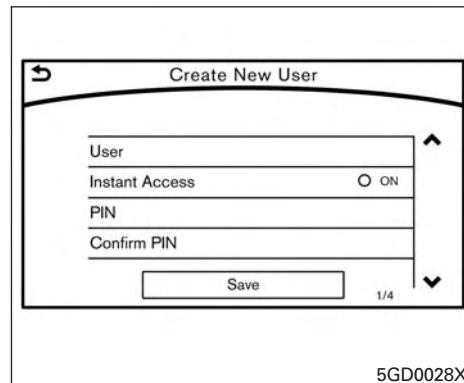 Create New User
User
Instant Access ON
PIN
Confirm PIN
Save
1/4
5GD0028X